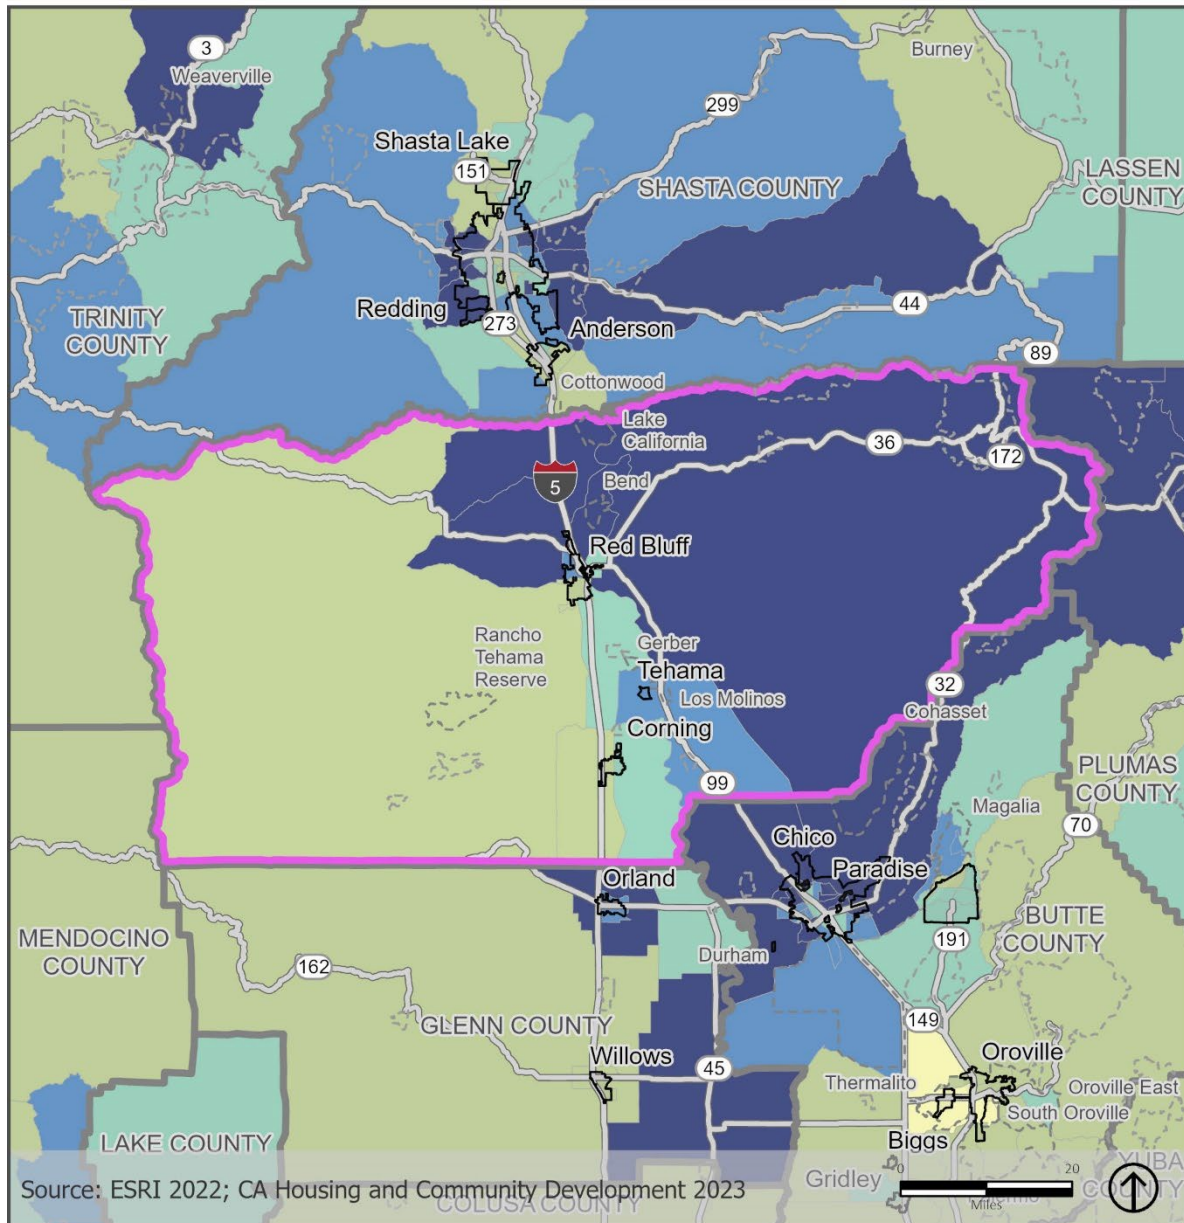 3
Weaverville
Burney
299
Shasta Lake
151
SHASTA COUNTY
LASSEN
COUNTY
TRINITY
COUNTY
Redding
273
Anderson
44
89
Cottonwood
Lake
California
36
172
Bend
5
Red Bluff
Rancho
Tehama
Reserve
Gerber
Tehama
Los Molinos
32
Cohasset
Corning
99
PLUMAS
COUNTY
Magalia
70
Chico
Paradise
Orland
MENDOCINO
COUNTY
BUTTE
COUNTY
191
Durham
162
GLENN COUNTY
149
Willows
45
Oroville
Thermalito
Oroville East
South Oroville
Biggs
LAKE COUNTY
YUBA
COUNTY
Gridley
0
20
Miles
Source: ESRI 2022; CA Housing and Community Development 2023
COLUSA COUNTY